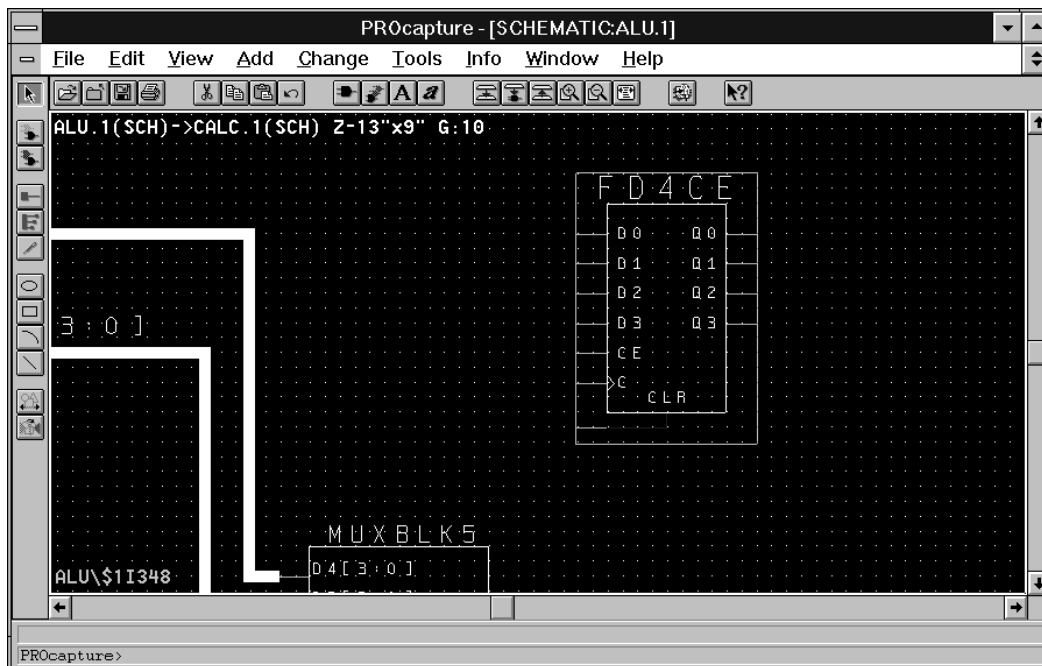 PROcapture - [SCHEMATIC:ALU.1]
File Edit View Add Change Tools Info Window Help
ALU.1(SCH)->CALC.1(SCH) Z-13"x9" G:10
FD4CE
D0 Q0
D1 Q1
D2 Q2
D3 Q3
CE
C
CLR
3:0]
MUXBLK5
D4[3:0]
ALU\$1I348
PROcapture>